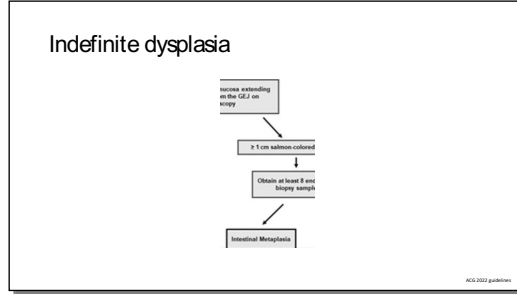 Indefinite dysplasia
mucosa extending
from the GEJ on
scopy
≥ 1 cm salmon-colored
Obtain at least 8 end
biopsy sampl
Intestinal Metaplasia
ACG 2022 guidelines